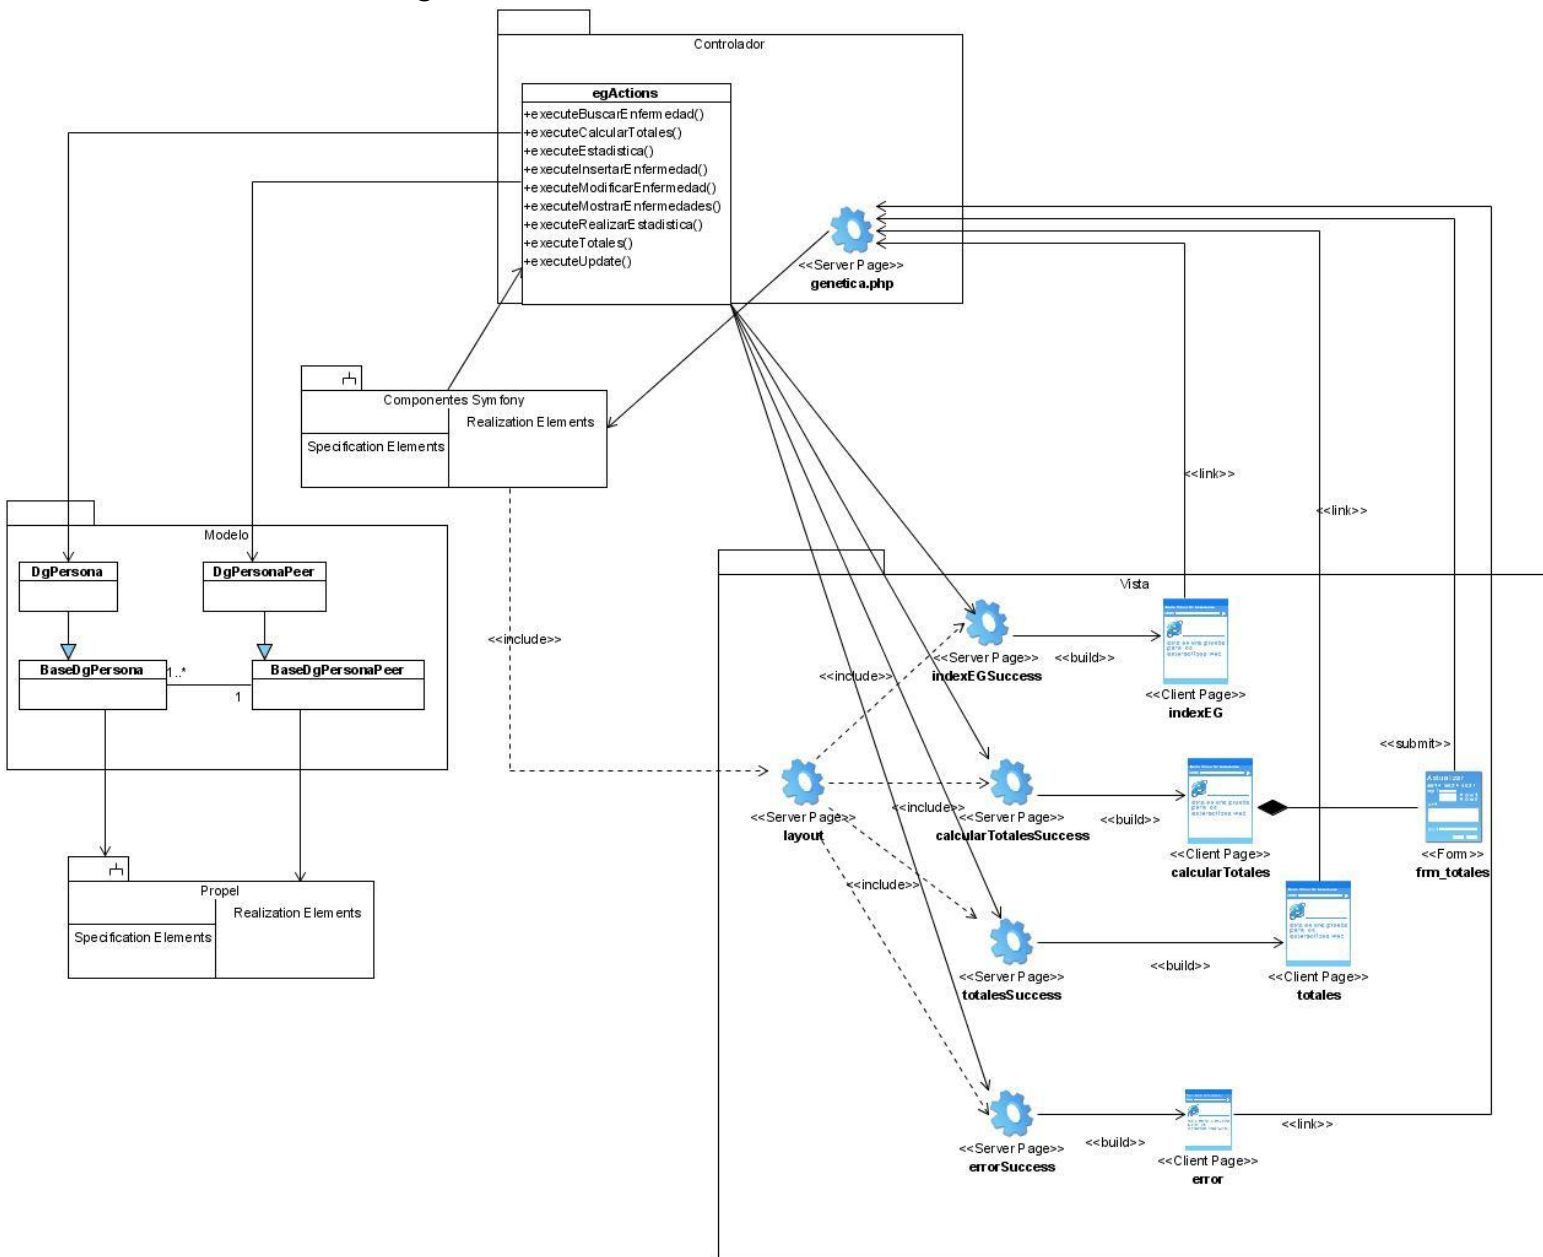 Controlador
egActions
+executeBuscarEnfermedad()
+executeCalcularTotales()
+executeEstadistica()
+executeInsertarEnfermedad()
+executeModificarEnfermedad()
+executeMostrarEnfermedades()
+executeRealizarEstadistica()
+executeTotales()
+executeUpdate()
<<Server Page>>
genetica.php
Componentes Symfony
Realization Elements
Specification Elements
<<link>>
<<link>>
Modelo
DgPersona
DgPersonaPeer
BaseDgPersona
1..*
1
BaseDgPersonaPeer
<<include>>
Vista
<<Server Page>>
indexEGSuccess
<<build>>
<<Client Page>>
indexEG
<<include>>
<<submit>>
<<Server Page>>
layout
<<include>>
<<Server Page>>
calcularTotalesSuccess
<<build>>
<<Client Page>>
calcularTotales
Actualizar
<<Form>>
frm_totales
<<include>>
Propel
Realization Elements
Specification Elements
<<Server Page>>
totalesSuccess
<<build>>
<<Client Page>>
totales
<<Server Page>>
errorSuccess
<<build>>
<<Client Page>>
error
<<link>>